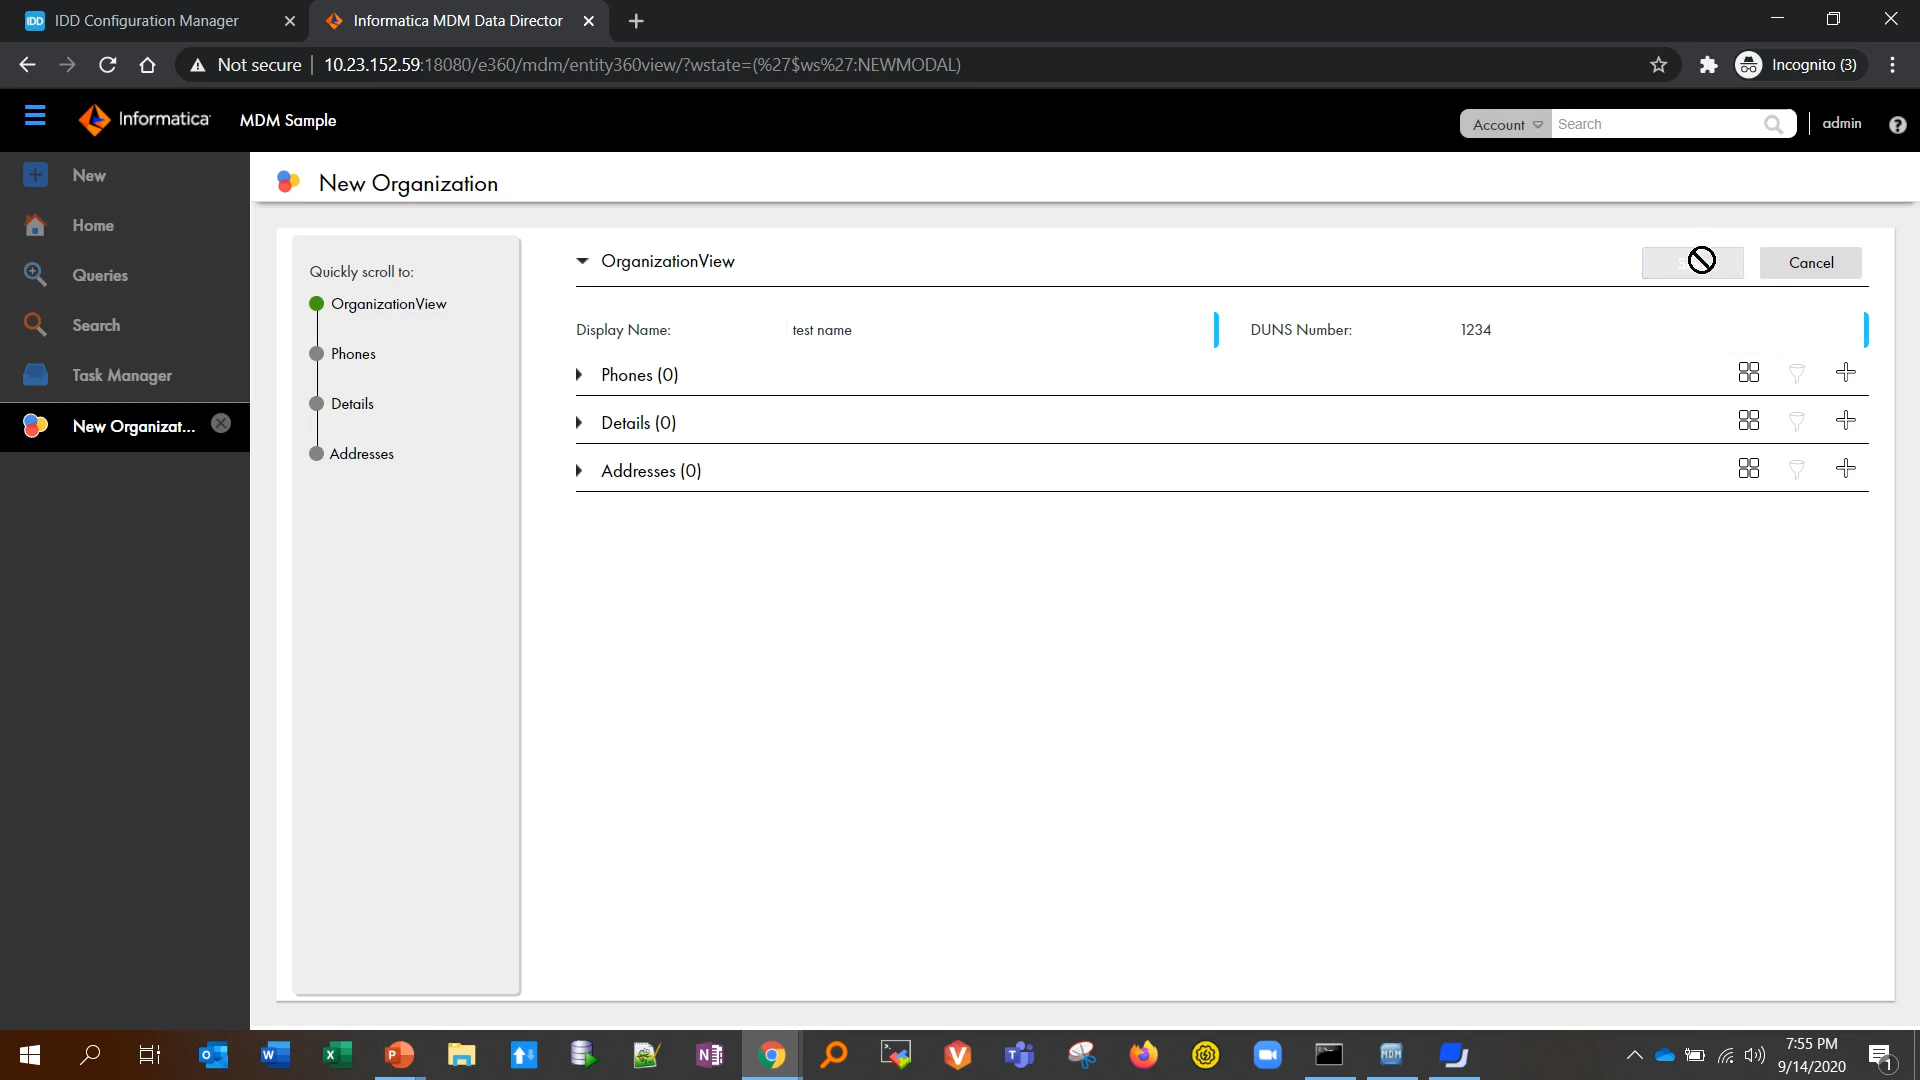 IDD IDD Configuration Manager
Informatica MDM Data Director
Not secure 10.23.152.59:18080/e360/mdm/entity360view/?wstate=(%27$ws%27:NEWMODAL)
Incognito (3)
Informatica MDM Sample
Account Search admin ?
New
Home
Queries
Search
Task Manager
New Organizat...
New Organization
Quickly scroll to:
OrganizationView
Phones
Details
Addresses
OrganizationView
Cancel
Display Name: test name DUNS Number: 1234
Phones (0)
Details (0)
Addresses (0)
7:55 PM
9/14/2020
1